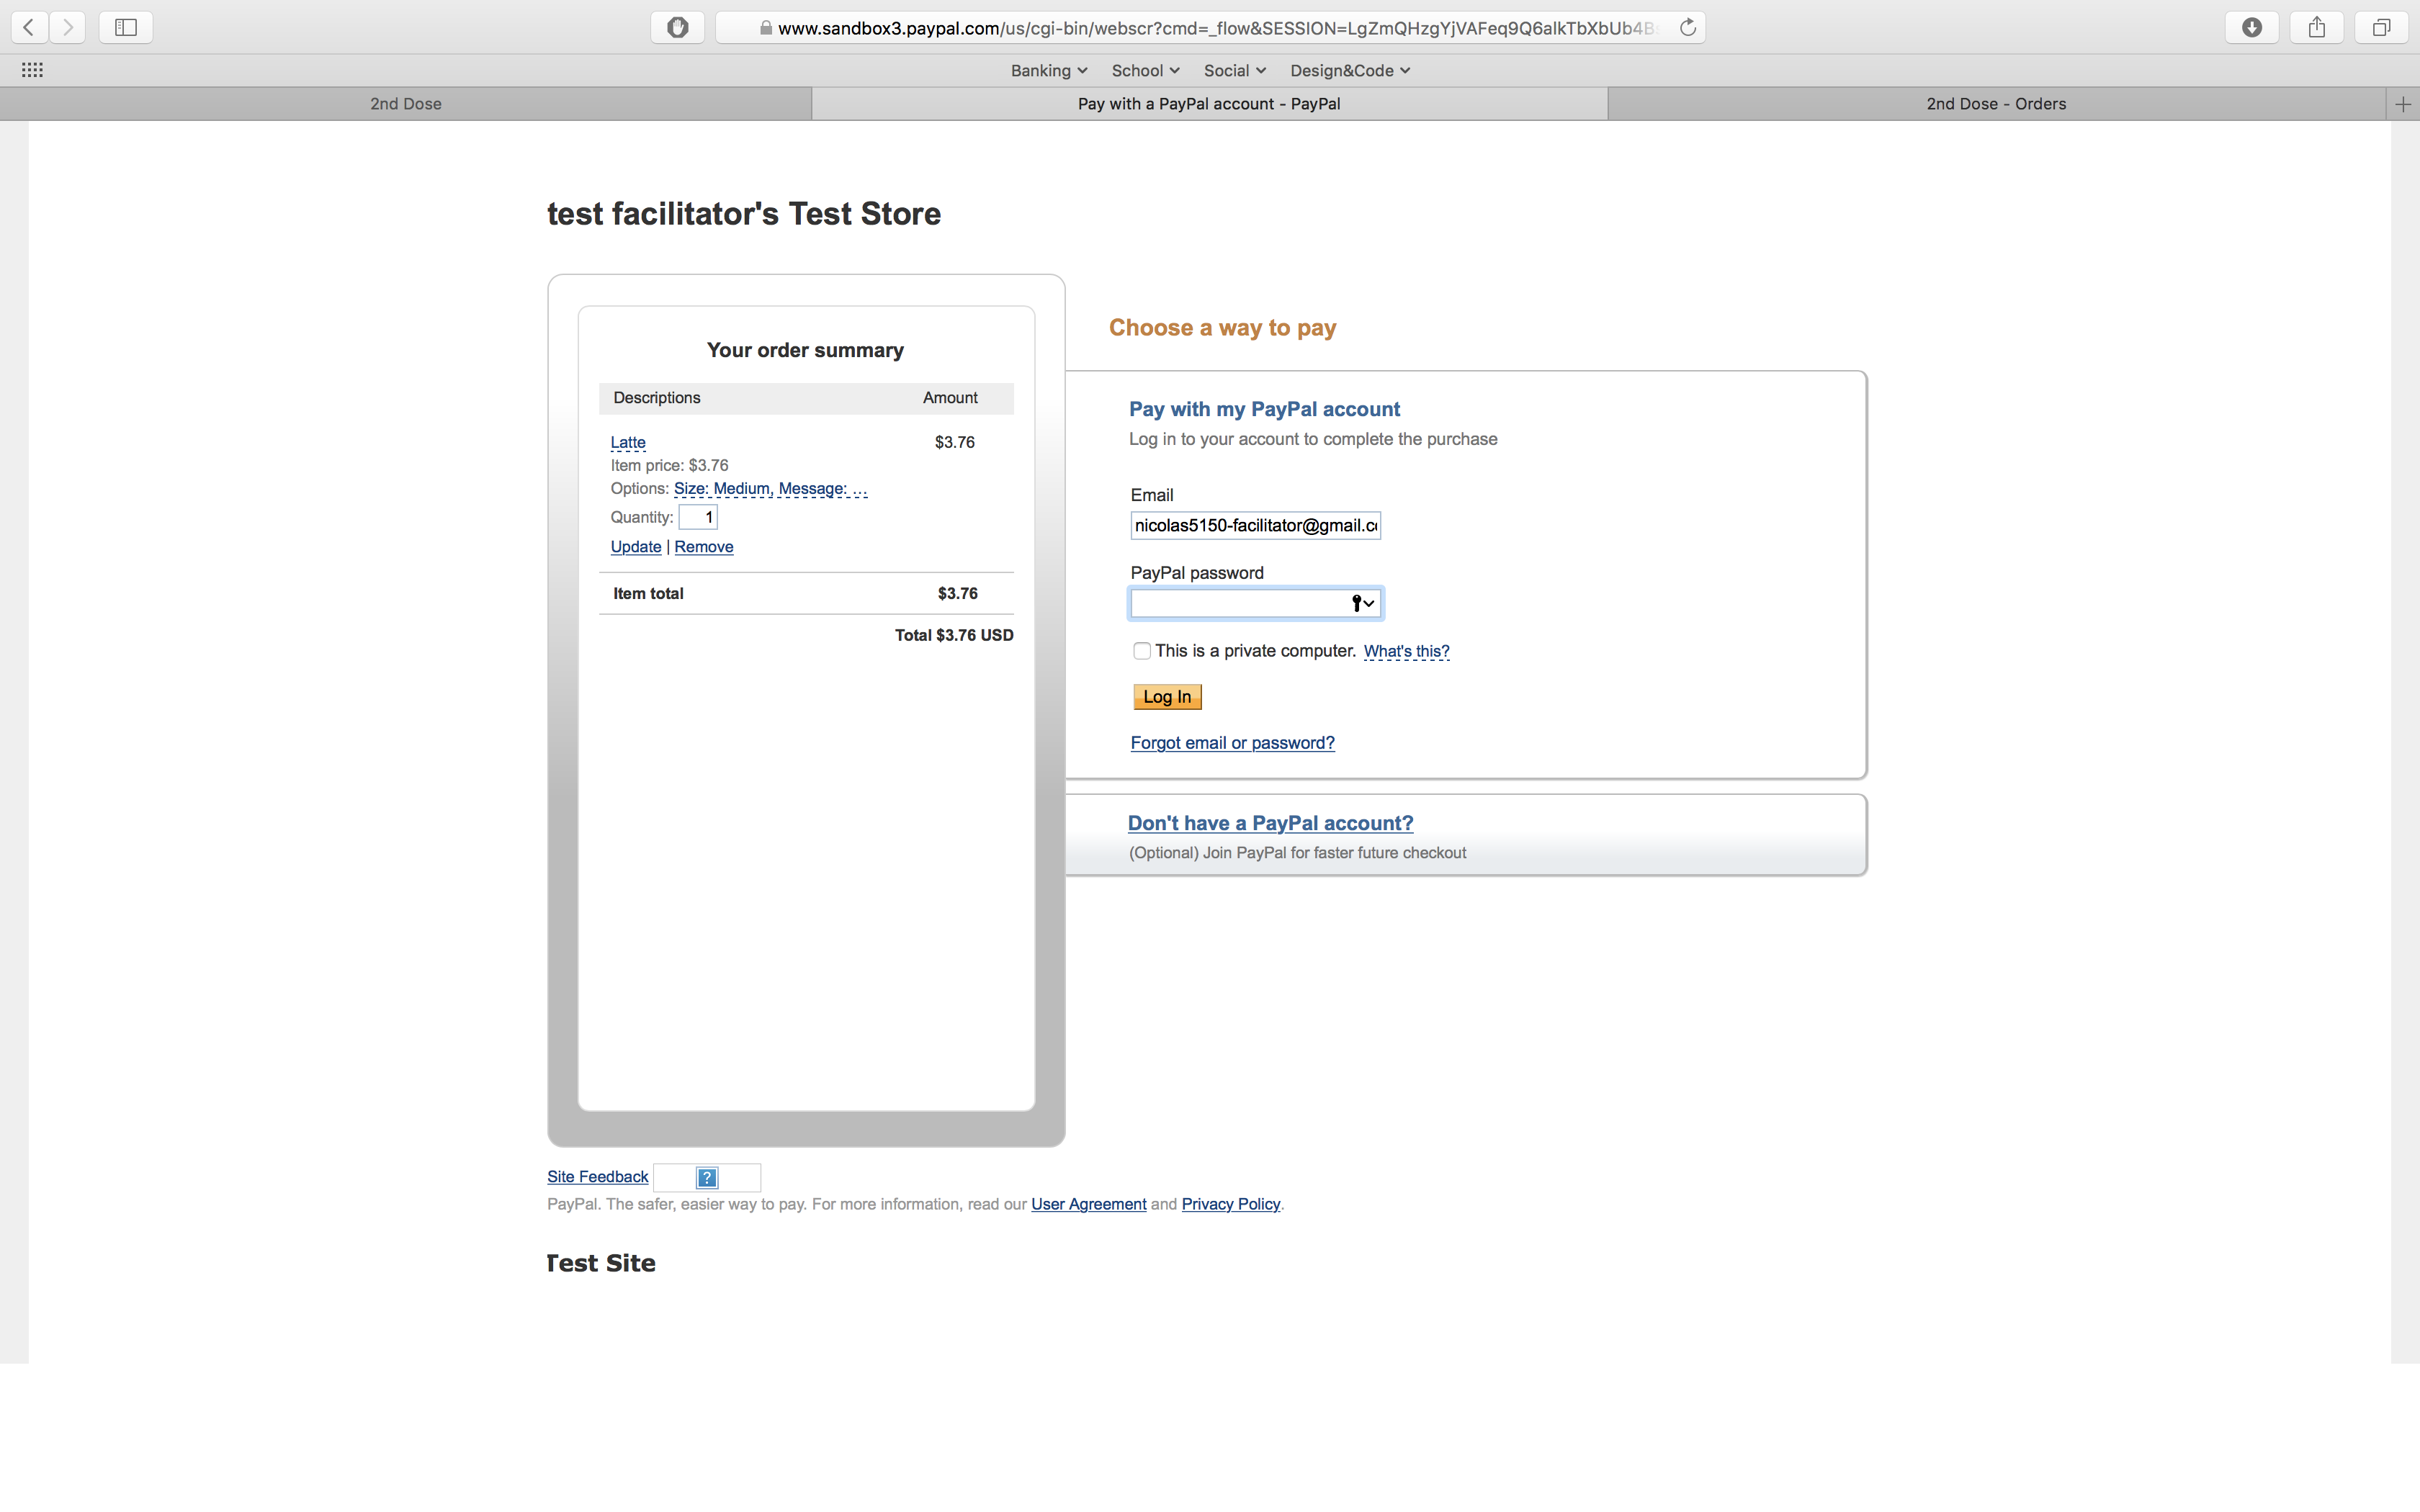 www.sandbox3.paypal.com/us/cgi-bin/webscr?cmd=_flow&SESSION=LgZmQHzgYjVAFeq9Q6alkTbXbUb4B
Banking School Social Design&Code
2nd Dose Pay with a PayPal account - PayPal 2nd Dose - Orders
test facilitator's Test Store
Your order summary
Descriptions Amount
Latte $3.76
Item price: $3.76
Options: Size: Medium, Message: ...
Quantity: 1
Update | Remove
Item total $3.76
Total $3.76 USD
Choose a way to pay
Pay with my PayPal account
Log in to your account to complete the purchase
Email
nicolas5150-facilitator@gmail.c
PayPal password
This is a private computer. What's this?
Log In
Forgot email or password?
Don't have a PayPal account?
(Optional) Join PayPal for faster future checkout
Site Feedback ?
PayPal. The safer, easier way to pay. For more information, read our User Agreement and Privacy Policy.
Test Site